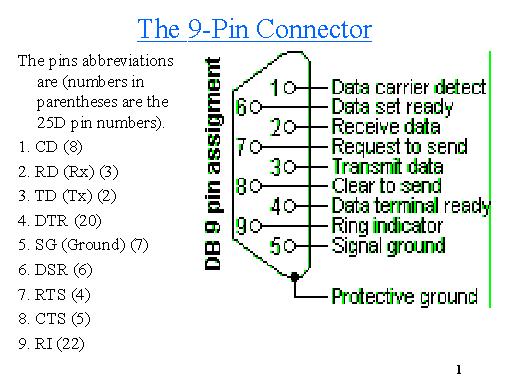 The 9-Pin Connector
The pins abbreviations
are (numbers in
parentheses are the
25D pin numbers).
1. CD (8)
2. RD (Rx) (3)
3. TD (Tx) (2)
4. DTR (20)
5. SG (Ground) (7)
6. DSR (6)
7. RTS (4)
8. CTS (5)
9. RI (22)
DB 9 pin assigment
1 Data carrier detect
6 Data set ready
2 Receive data
7 Request to send
3 Transmit data
8 Clear to send
4 Data terminal ready
9 Ring indicator
5 Signal ground
Protective ground
1